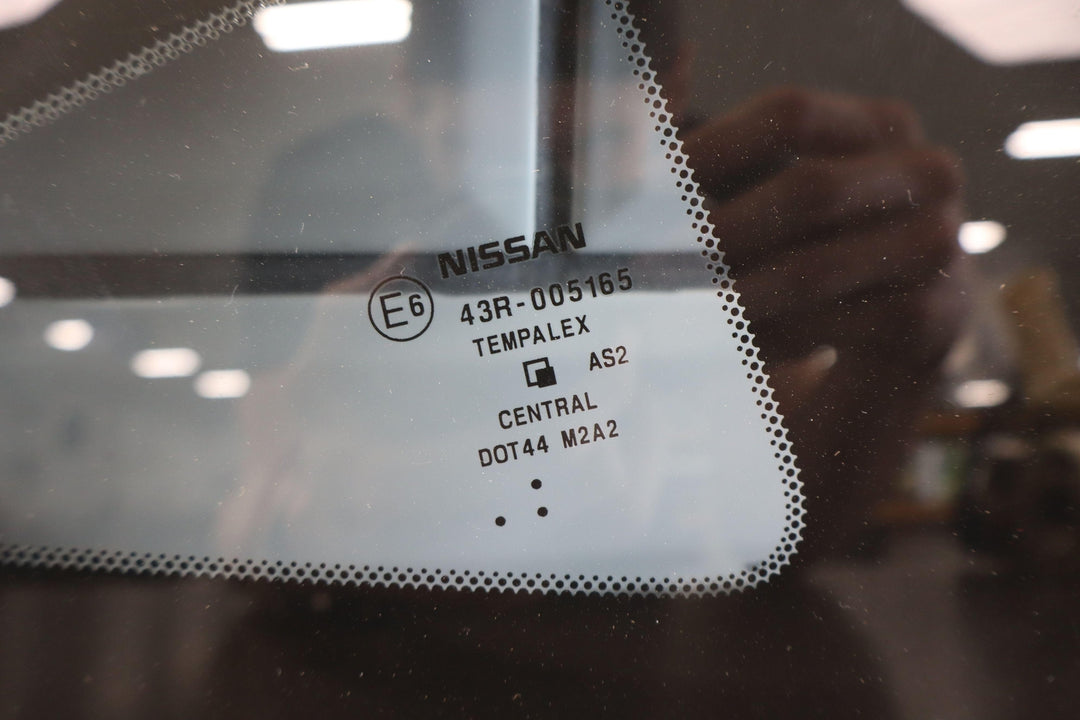 NISSAN
E6 43R-005165
TEMPALEX
AS2
CENTRAL
DOT44 M2A2